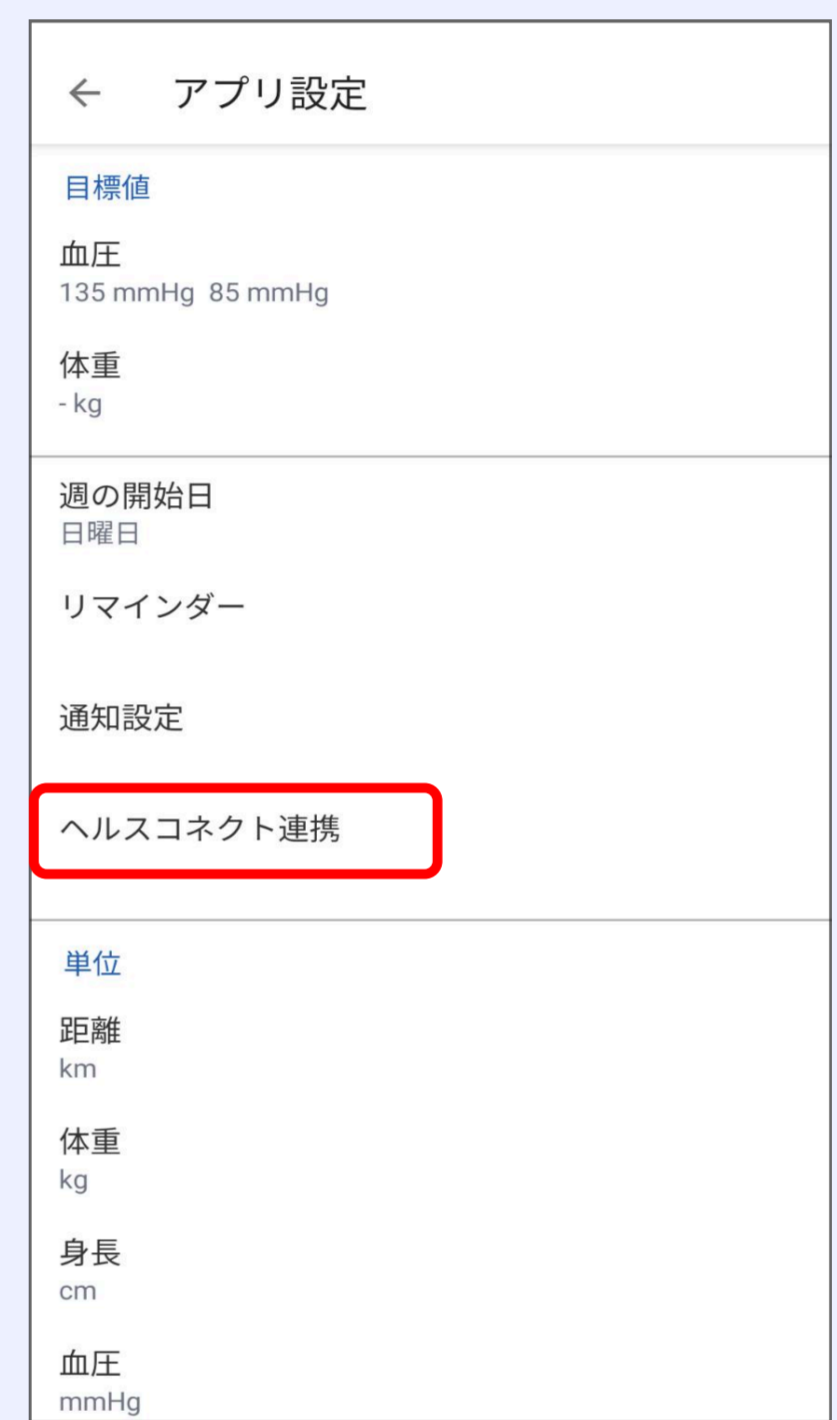 アプリ設定
目標値
血圧
135 mmHg 85 mmHg
体重
- kg
週の開始日
日曜日
リマインダー
通知設定
ヘルスコネクト連携
単位
距離
km
体重
kg
身長
cm
血圧
mmHg